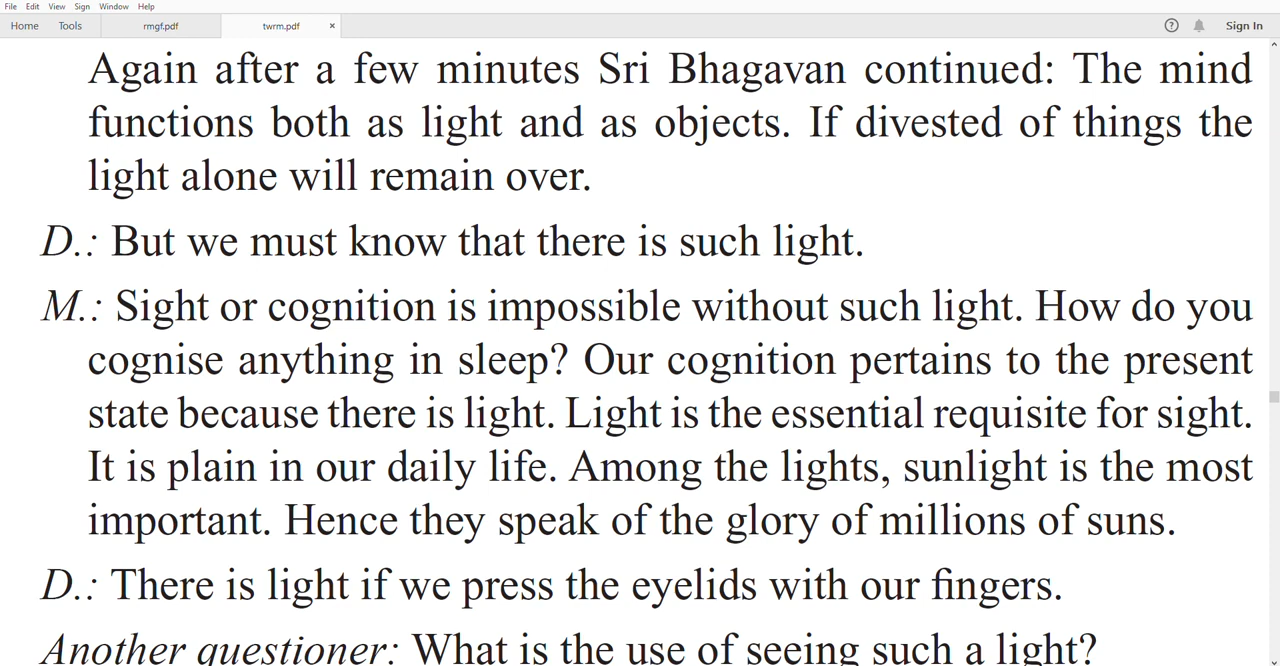 File Edit View Sign Window Help
Home Tools rmgf.pdf twrm.pdf × Sign In
Again after a few minutes Sri Bhagavan continued: The mind
functions both as light and as objects. If divested of things the
light alone will remain over.
D.: But we must know that there is such light.
M.: Sight or cognition is impossible without such light. How do you
cognise anything in sleep? Our cognition pertains to the present
state because there is light. Light is the essential requisite for sight.
It is plain in our daily life. Among the lights, sunlight is the most
important. Hence they speak of the glory of millions of suns.
D.: There is light if we press the eyelids with our fingers.
Another questioner: What is the use of seeing such a light?